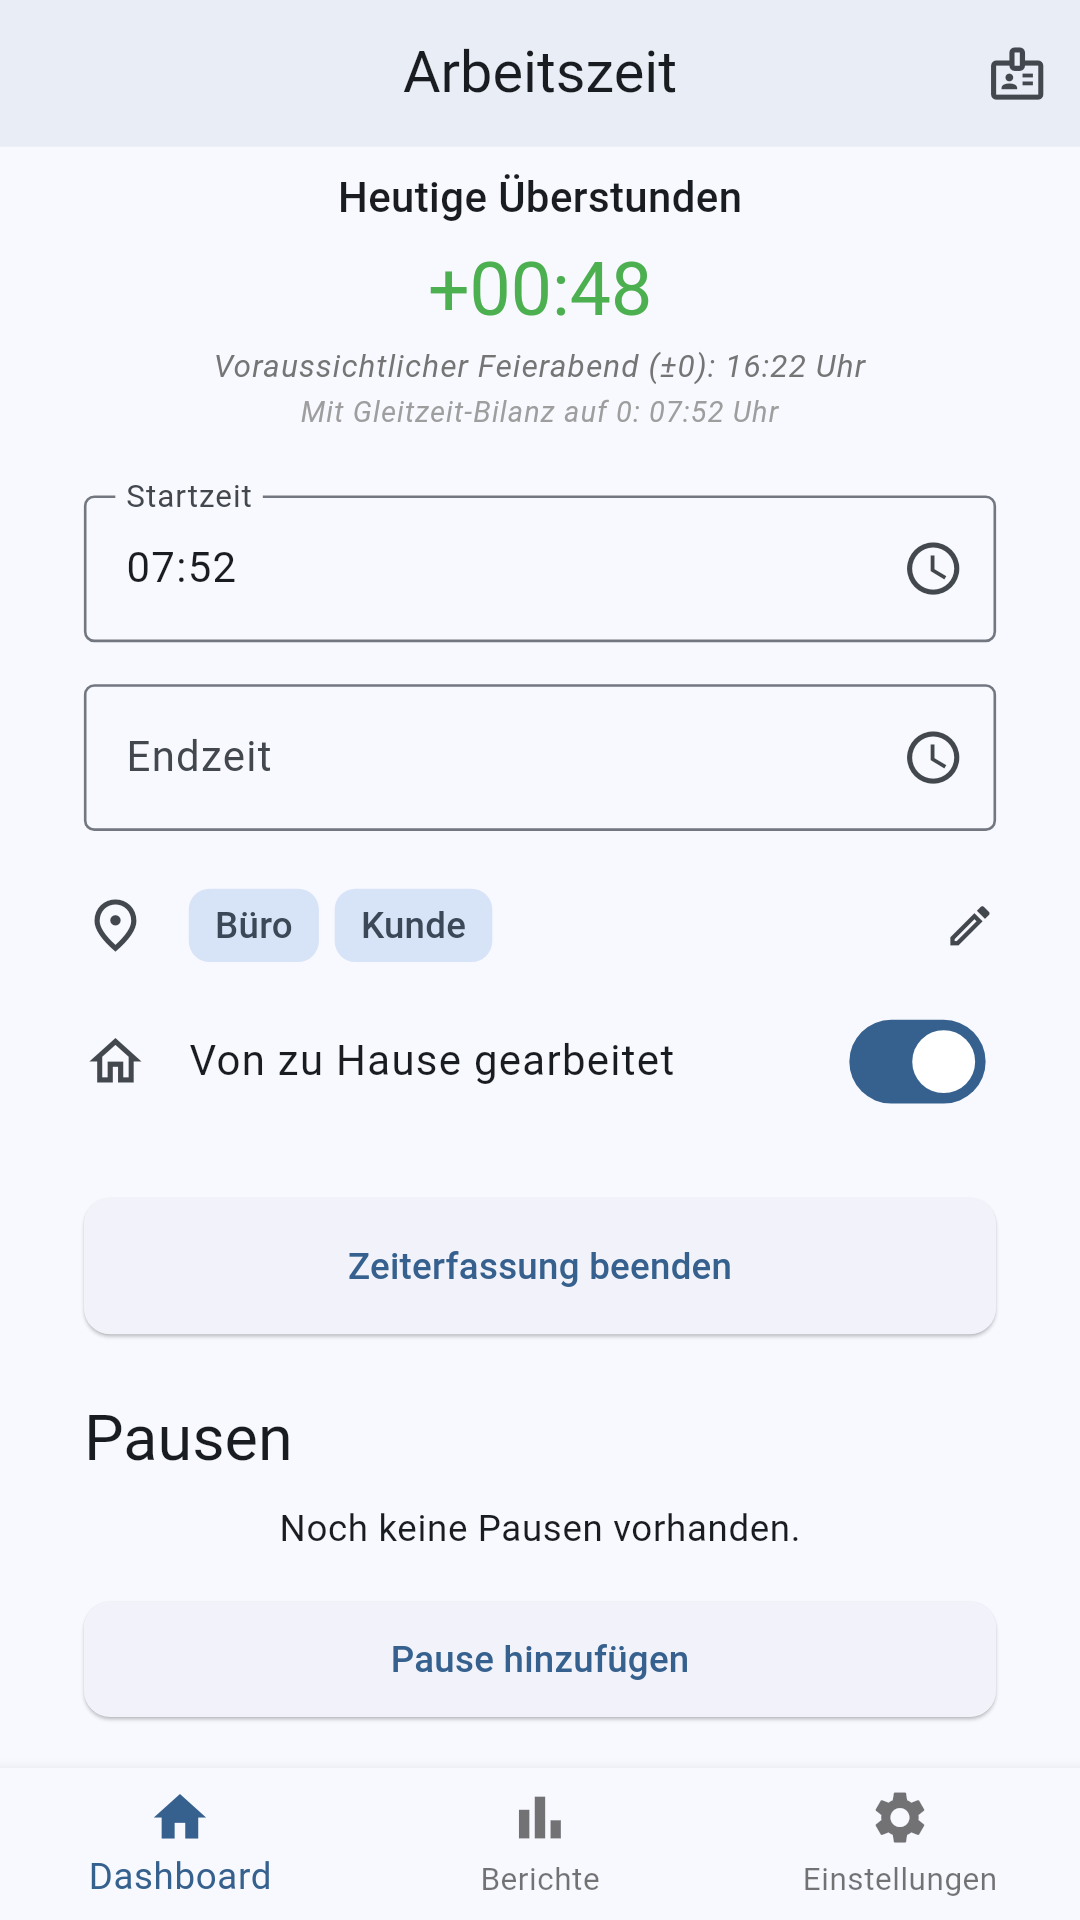 Arbeitszeit
Heutige Überstunden
+00:48
Voraussichtlicher Feierabend (±0): 16:22 Uhr
Mit Gleitzeit-Bilanz auf 0: 07:52 Uhr
Startzeit
07:52
Endzeit
Büro Kunde
Von zu Hause gearbeitet
Zeiterfassung beenden
Pausen
Noch keine Pausen vorhanden.
Pause hinzufügen
Dashboard Berichte Einstellungen